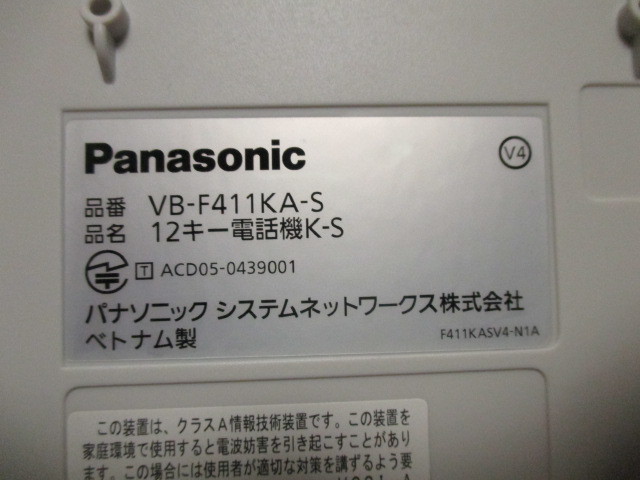 Panasonic
V4
品番 VB-F411KA-S
品名 12キー電話機K-S
T ACD05-0439001
パナソニック システムネットワークス株式会社
ベトナム製
F411KASV4-N1A
この装置は、クラスA情報技術装置です。この装置を
家庭環境で使用すると電波妨害を引き起こすことがあり
ます。この場合には使用者が適切な対策を講ずるよう要